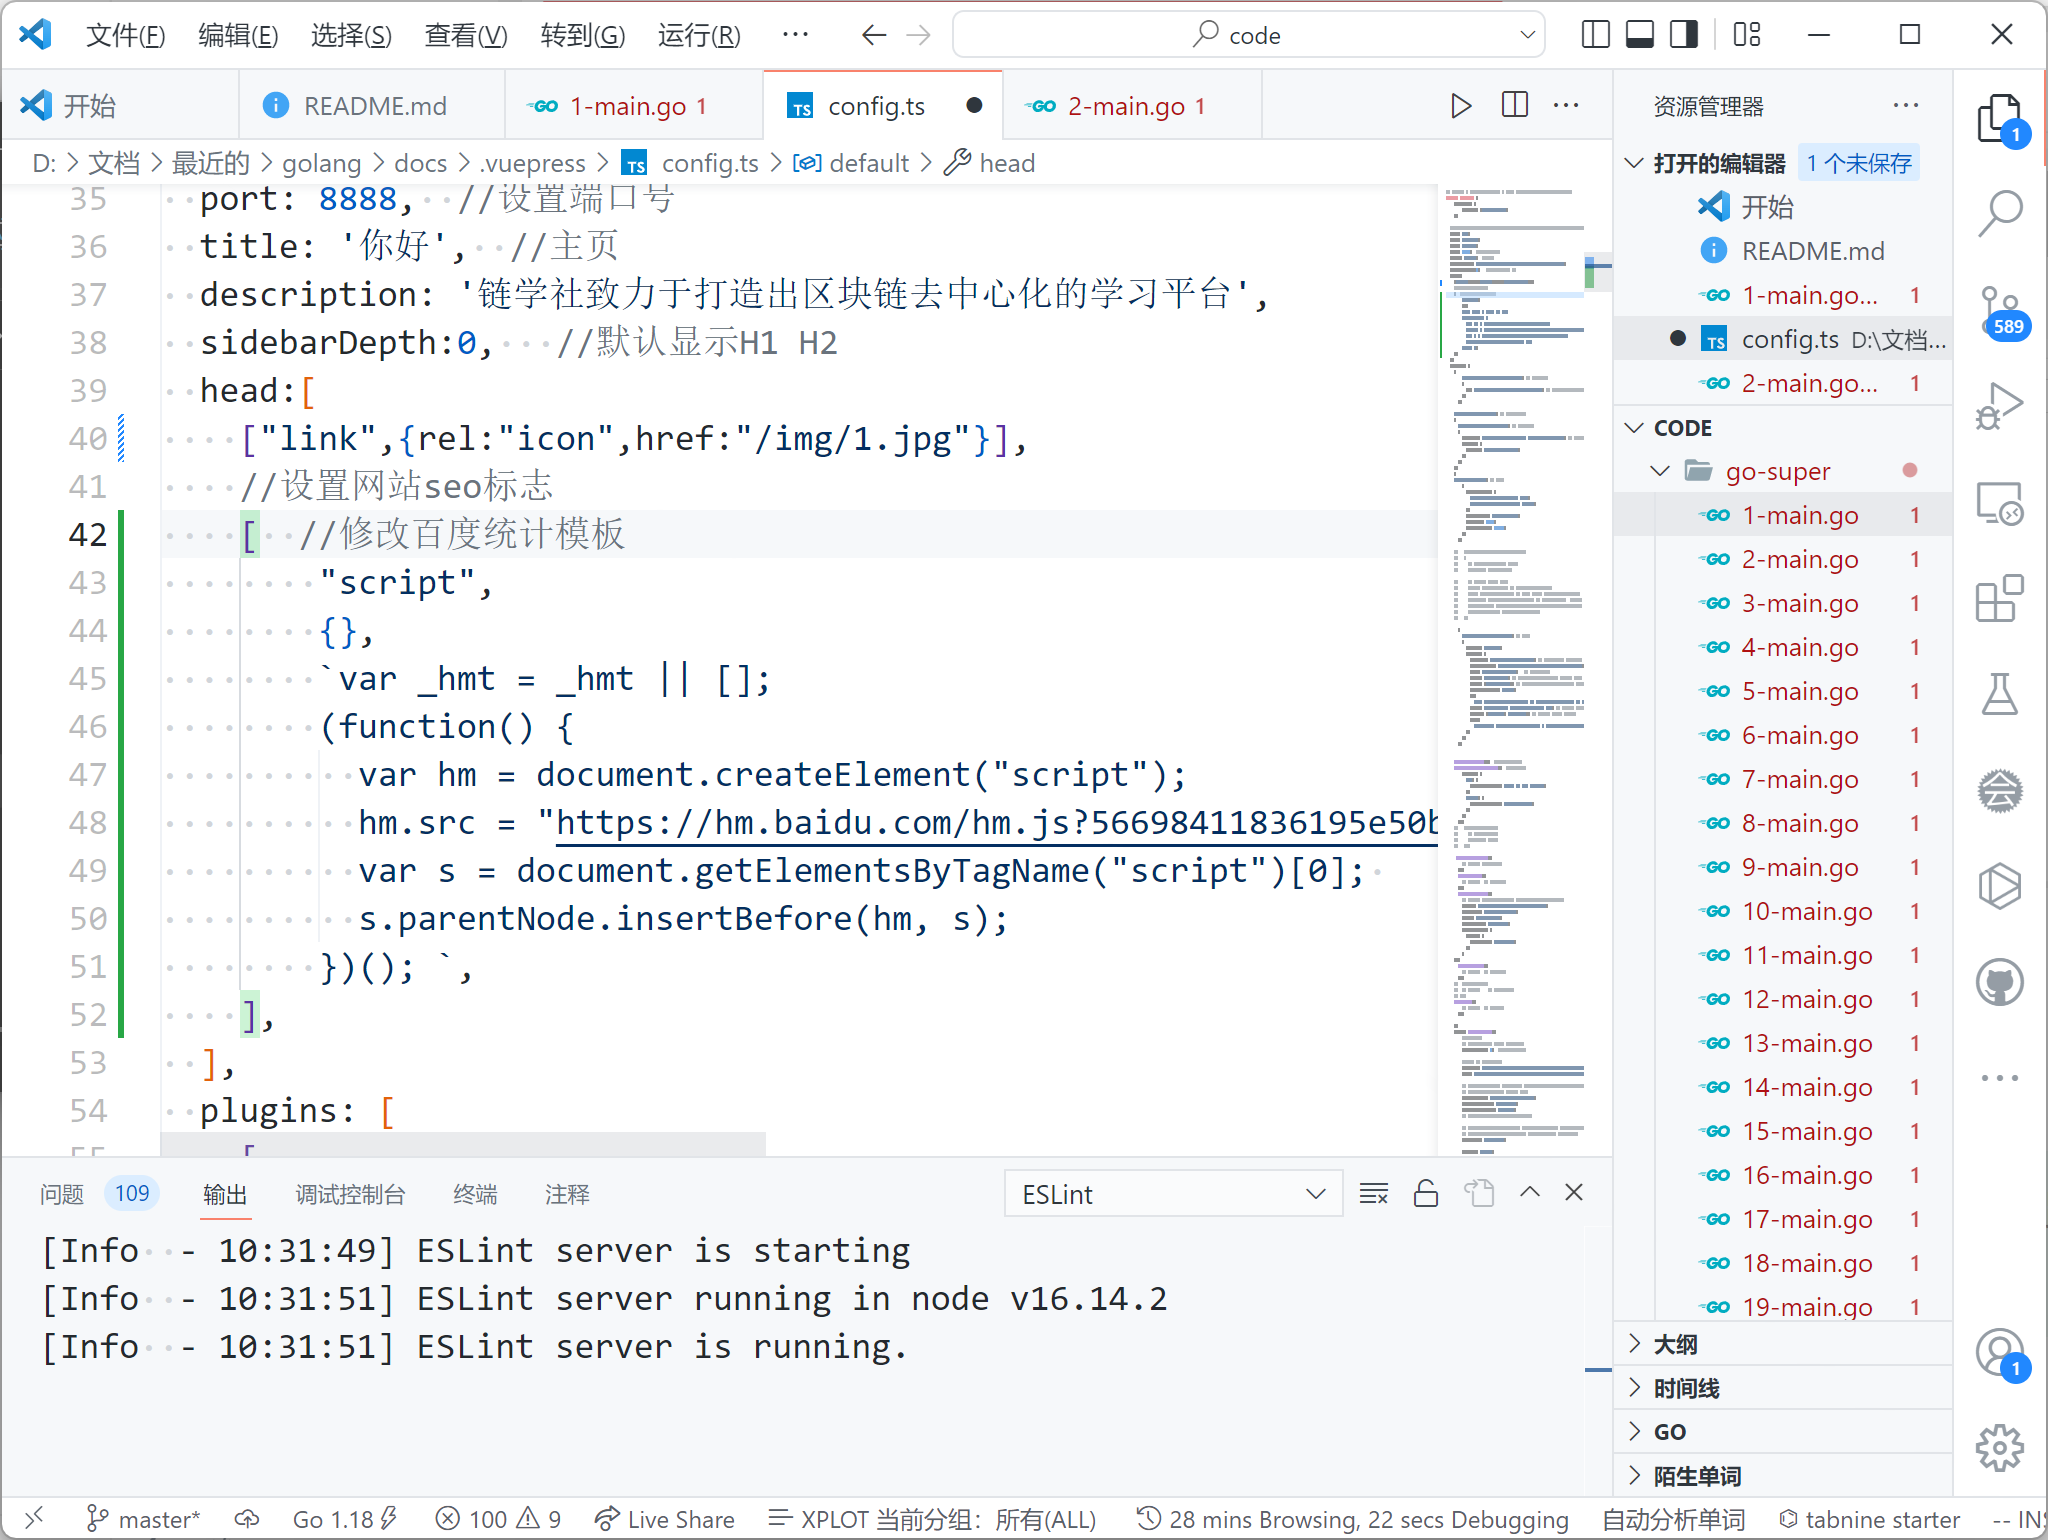 文件(F) 编辑(E) 选择(S) 查看(V) 转到(G) 运行(R) ··· code
开始 README.md 1-main.go 1 config.ts 2-main.go 1
D: > 文档 > 最近的 > golang > docs > .vuepress > config.ts > default > head
35 port: 8888, //设置端口号
36 title: '你好', //主页
37 description: '链学社致力于打造出区块链去中心化的学习平台',
38 sidebarDepth:0, //默认显示H1 H2
39 head:[
40 ["link",{rel:"icon",href:"/img/1.jpg"}],
41 //设置网站seo标志
42 [ //修改百度统计模板
43 "script",
44 {},
45 `var _hmt = _hmt || [];
46 (function() {
47 var hm = document.createElement("script");
48 hm.src = "https://hm.baidu.com/hm.js?56698411836195e50b
49 var s = document.getElementsByTagName("script")[0];
50 s.parentNode.insertBefore(hm, s);
51 })(); `,
52 ],
53 ],
54 plugins: [
55 [
问题 109 输出 调试控制台 终端 注释 ESLint
[Info - 10:31:49] ESLint server is starting
[Info - 10:31:51] ESLint server running in node v16.14.2
[Info - 10:31:51] ESLint server is running.
资源管理器
打开的编辑器 1 个未保存
开始
README.md
1-main.go... 1
config.ts D:\文档...
2-main.go... 1
CODE
go-super
1-main.go 1
2-main.go 1
3-main.go 1
4-main.go 1
5-main.go 1
6-main.go 1
7-main.go 1
8-main.go 1
9-main.go 1
10-main.go 1
11-main.go 1
12-main.go 1
13-main.go 1
14-main.go 1
15-main.go 1
16-main.go 1
17-main.go 1
18-main.go 1
19-main.go 1
大纲
时间线
GO
陌生单词
1
589
1
master* Go 1.18 100 9 Live Share XPLOT 当前分组：所有(ALL) 28 mins Browsing, 22 secs Debugging 自动分析单词 tabnine starter -- IN